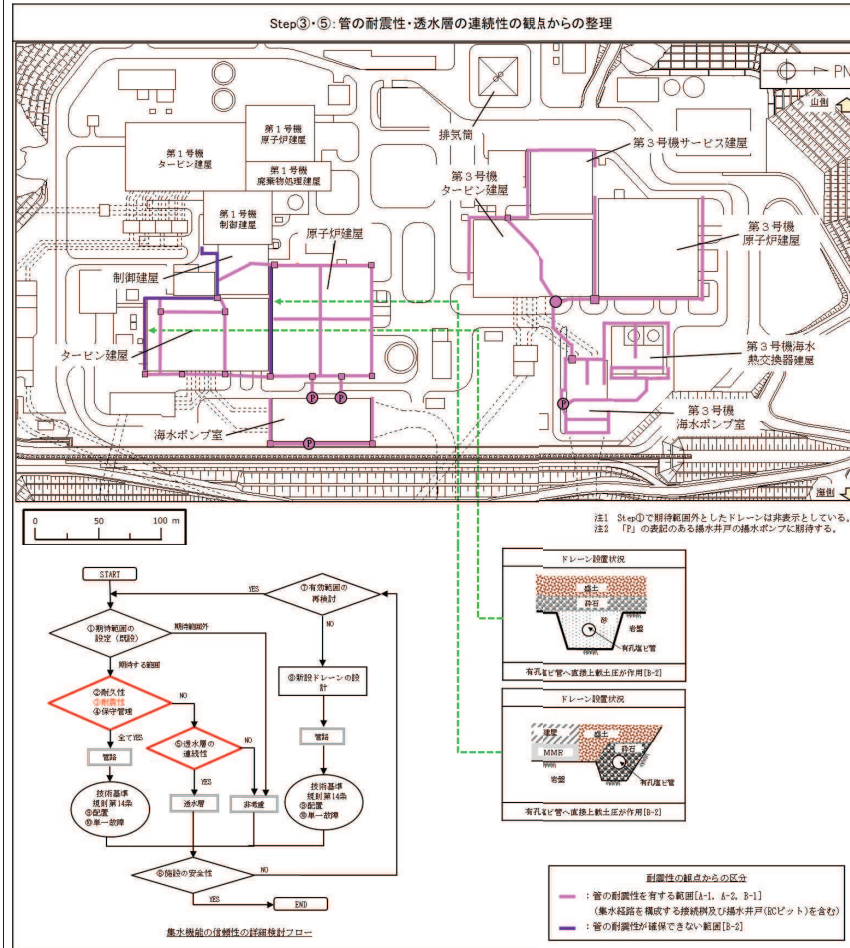 Step③・⑤:管の耐震性・透水層の連続性の観点からの整理
PN
山側
排気筒
第1号機
原子炉建屋
第1号機
タービン建屋
第1号機
廃棄物処理建屋
第1号機
制御建屋
第3号機サービス建屋
第3号機
タービン建屋
第3号機
原子炉建屋
原子炉建屋
制御建屋
タービン建屋
第3号機海水
熱交換器建屋
第3号機
海水ポンプ室
海水ポンプ室
P
P
P
P
海側
0 50 100 m
注1 Step①で期待範囲外としたドレーンは非表示としている。
注2 「P」の表記のある揚水井戸の揚水ポンプに期待する。
START
①期待範囲の
設定(既設)
期待範囲外
期待する範囲
②耐久性
③耐震性
④保守管理
NO
全てYES
管路
⑤透水層の
連続性
NO
YES
透水層
非考慮
技術基準
規則第14条
⑨配置
⑩単一故障
⑥施設の安全性
NO
YES
END
⑦有効範囲の
再検討
YES
NO
⑧新設ドレーンの設
計
管路
技術基準
規則第14条
⑨配置
⑩単一故障
集水機能の信頼性の詳細検討フロー
ドレーン設置状況
盛土
砕石
砂
岩盤
有孔塩ビ管
有孔塩ビ管へ直接上載土圧が作用[B-2]
ドレーン設置状況
建屋
盛土
MMR
砕石
岩盤
有孔塩ビ管
有孔塩ビ管へ直接上載土圧が作用[B-2]
耐震性の観点からの区分
:管の耐震性を有する範囲[A-1, A-2, B-1]
(集水経路を構成する接続桝及び揚水井戸(RCピット)を含む)
:管の耐震性が確保できない範囲[B-2]